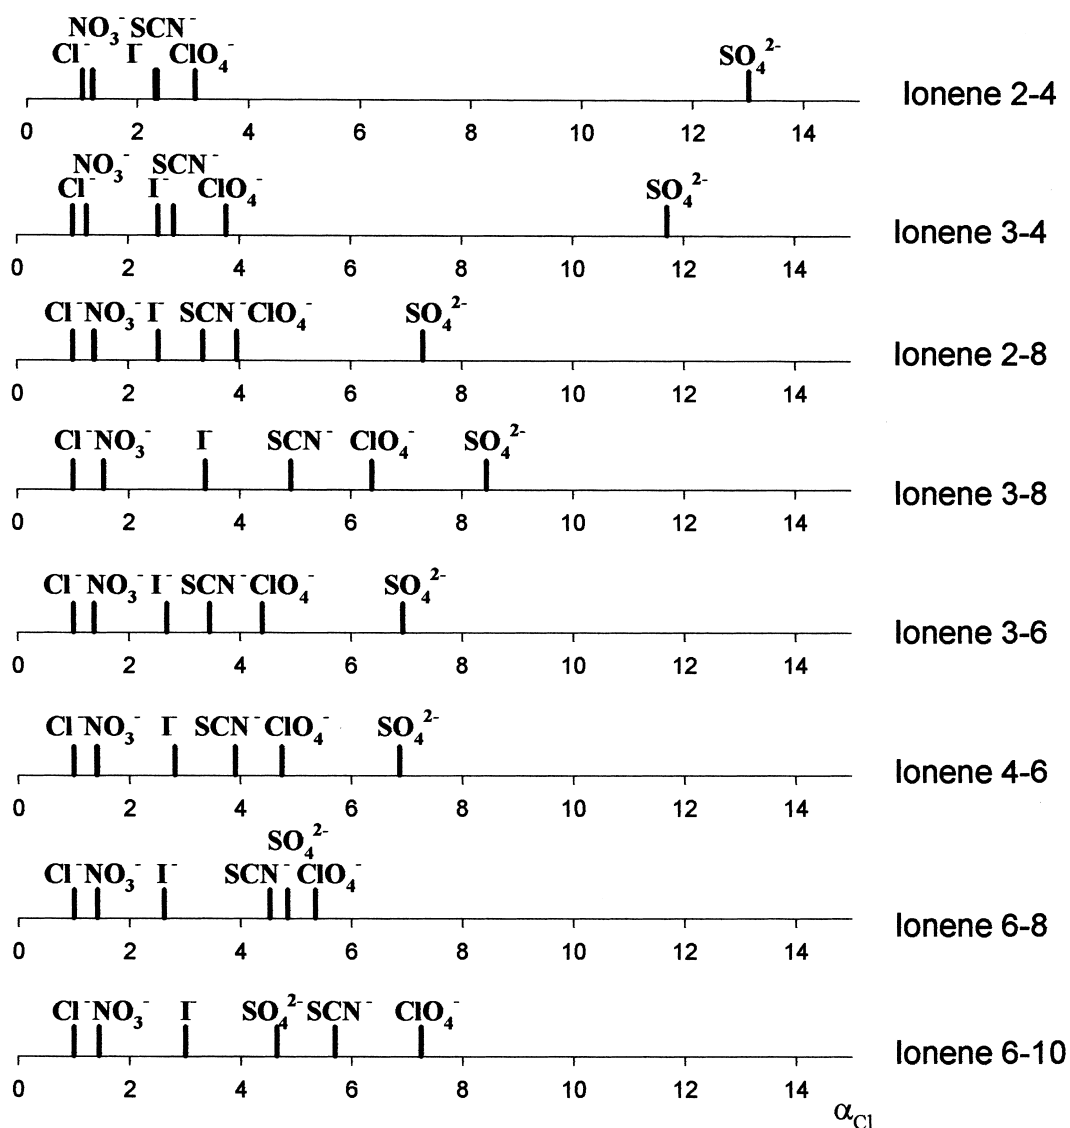 NO₃⁻ SCN⁻
Cl⁻ I⁻ ClO₄⁻ SO₄²⁻
Ionene 2-4
0 2 4 6 8 10 12 14
NO₃⁻ SCN⁻
Cl⁻ I⁻ ClO₄⁻ SO₄²⁻
Ionene 3-4
0 2 4 6 8 10 12 14
Cl⁻ NO₃⁻ I⁻ SCN⁻ ClO₄⁻ SO₄²⁻
Ionene 2-8
0 2 4 6 8 10 12 14
Cl⁻ NO₃⁻ I⁻ SCN⁻ ClO₄⁻ SO₄²⁻
Ionene 3-8
0 2 4 6 8 10 12 14
Cl⁻ NO₃⁻ I⁻ SCN⁻ ClO₄⁻ SO₄²⁻
Ionene 3-6
0 2 4 6 8 10 12 14
Cl⁻ NO₃⁻ I⁻ SCN⁻ ClO₄⁻ SO₄²⁻
Ionene 4-6
0 2 4 6 8 10 12 14
SO₄²⁻
Cl⁻ NO₃⁻ I⁻ SCN⁻ ClO₄⁻
Ionene 6-8
0 2 4 6 8 10 12 14
Cl⁻ NO₃⁻ I⁻ SO₄²⁻ SCN⁻ ClO₄⁻
Ionene 6-10
0 2 4 6 8 10 12 14
α_Cl